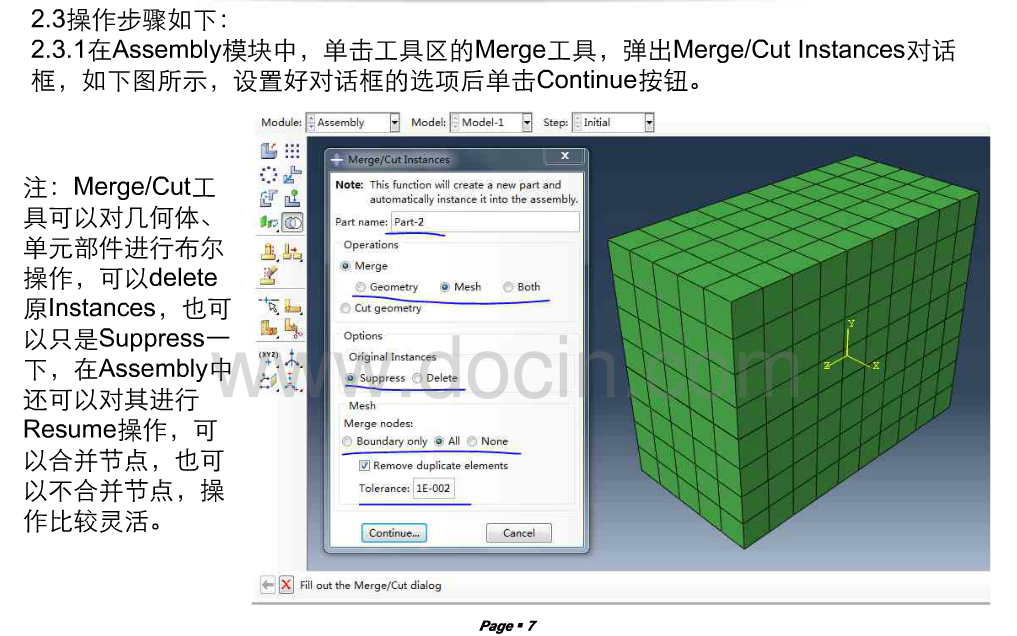 2.3操作步骤如下：
2.3.1在Assembly模块中，单击工具区的Merge工具，弹出Merge/Cut Instances对话
框，如下图所示，设置好对话框的选项后单击Continue按钮。
注：Merge/Cut工
具可以对几何体、
单元部件进行布尔
操作，可以delete
原Instances，也可
以只是Suppress一
下，在Assembly中
还可以对其进行
Resume操作，可
以合并节点，也可
以不合并节点，操
作比较灵活。
Module: Assembly Model: Model-1 Step: Initial
(XYZ)
Merge/Cut Instances X
Note: This function will create a new part and
automatically instance it into the assembly.
Part name: Part-2
Operations
Merge
Geometry Mesh Both
Cut geometry
Options
Original Instances
Suppress Delete
Mesh
Merge nodes:
Boundary only All None
Remove duplicate elements
Tolerance: 1E-002
Continue... Cancel
Y
Z X
www.docin.com
X Fill out the Merge/Cut dialog
Page ▪ 7